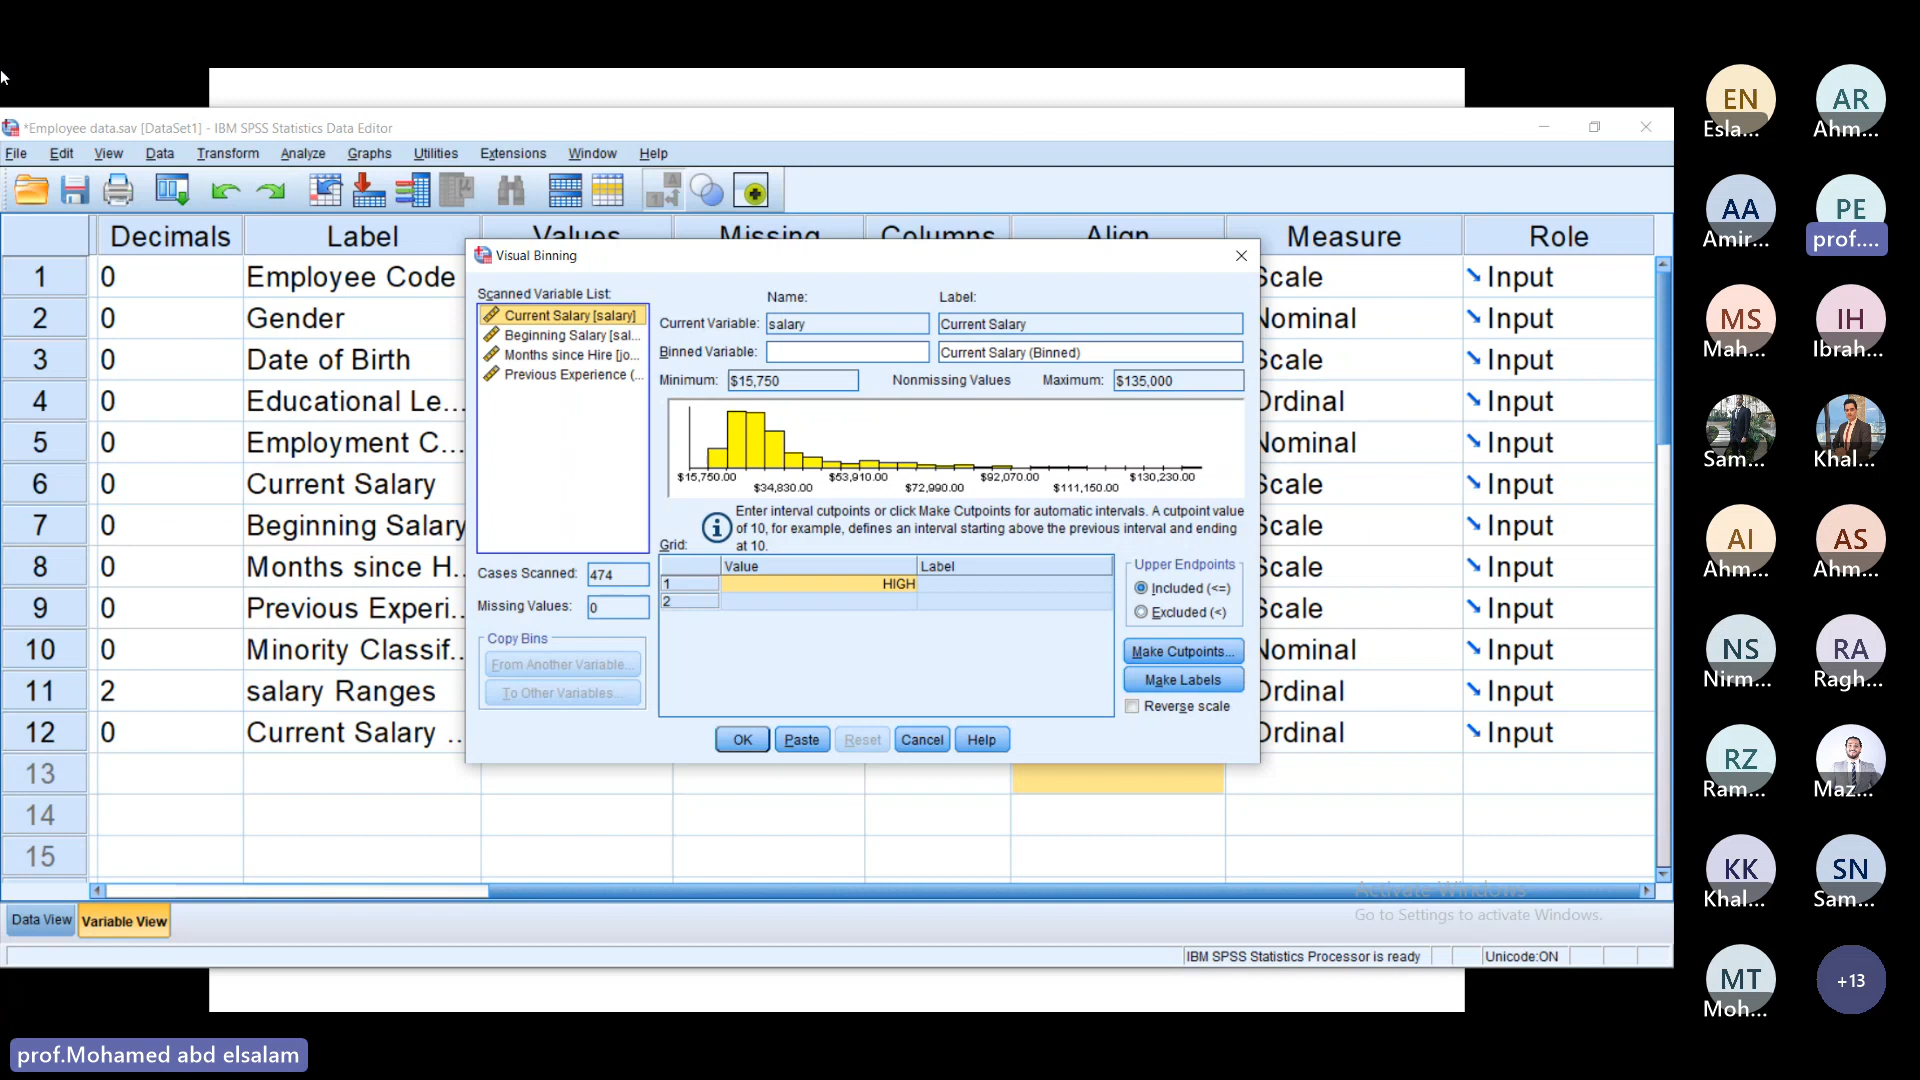 *Employee data.sav [DataSet1] - IBM SPSS Statistics Data Editor
File Edit View Data Transform Analyze Graphs Utilities Extensions Window Help
Decimals Label Values Missing Columns Align Measure Role
1 0 Employee Code Scale Input
2 0 Gender Nominal Input
3 0 Date of Birth Scale Input
4 0 Educational Le... Ordinal Input
5 0 Employment C... Nominal Input
6 0 Current Salary Scale Input
7 0 Beginning Salary Scale Input
8 0 Months since H.. Scale Input
9 0 Previous Experi.. Scale Input
10 0 Minority Classif.. Nominal Input
11 2 salary Ranges Ordinal Input
12 0 Current Salary .. Ordinal Input
13
14
15
Visual Binning
Scanned Variable List:
Current Salary [salary]
Beginning Salary [sal...
Months since Hire [jo...
Previous Experience (...
Cases Scanned: 474
Missing Values: 0
Copy Bins
From Another Variable...
To Other Variables...
Name: Label:
Current Variable: salary Current Salary
Binned Variable: Current Salary (Binned)
Minimum: $15,750 Nonmissing Values Maximum: $135,000
$15,750.00 $53,910.00 $92,070.00 $130,230.00
$34,830.00 $72,990.00 $111,150.00
Enter interval cutpoints or click Make Cutpoints for automatic intervals. A cutpoint value
of 10, for example, defines an interval starting above the previous interval and ending
at 10.
Grid:
Value Label
1 HIGH
2
Upper Endpoints
Included (<=)
Excluded (<)
Make Cutpoints...
Make Labels
Reverse scale
OK Paste Reset Cancel Help
Activate Windows
Go to Settings to activate Windows.
Data View Variable View
IBM SPSS Statistics Processor is ready Unicode:ON
prof.Mohamed abd elsalam
EN AR
Esla... Ahm...
AA PE
Amir... prof....
MS IH
Mah... Ibrah...
Sam... Khal...
AI AS
Ahm... Ahm...
NS RA
Nirm... Ragh...
RZ
Ram... Maz...
KK SN
Khal... Sam...
MT +13
Moh...